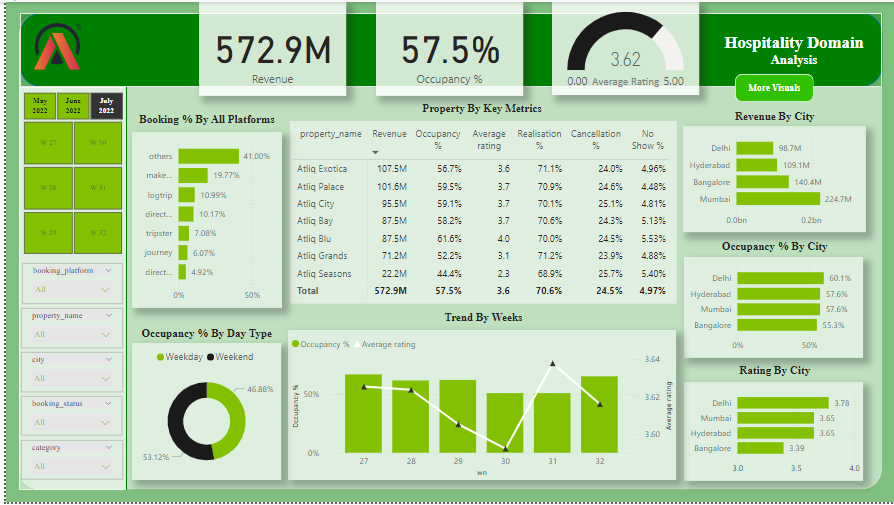 572.9M
Revenue
57.5%
Occupancy %
3.62
0.00 Average Rating 5.00
Hospitality Domain
Analysis
More Visuals
May 2022
June 2022
July 2022
W 27
W 30
W 28
W 31
W 29
W 32
booking_platform
All
property_name
All
city
All
booking_status
All
category
All
Booking % By All Platforms
others 41.00%
make... 19.77%
logtrip 10.99%
direct... 10.17%
tripster 7.08%
journey 6.07%
direct... 4.92%
0% 50%
Property By Key Metrics
property_name Revenue Occupancy % Average rating Realisation % Cancellation % No Show %
Atliq Exotica 107.5M 56.7% 3.6 71.1% 24.0% 4.96%
Atliq Palace 101.6M 59.5% 3.7 70.9% 24.6% 4.48%
Atliq City 95.5M 59.1% 3.7 70.1% 25.1% 4.81%
Atliq Bay 87.5M 58.2% 3.7 70.6% 24.3% 5.13%
Atliq Blu 87.5M 61.6% 4.0 70.0% 24.5% 5.53%
Atliq Grands 71.2M 52.2% 3.1 71.2% 23.9% 4.88%
Atliq Seasons 22.2M 44.4% 2.3 68.9% 25.7% 5.40%
Total 572.9M 57.5% 3.6 70.6% 24.5% 4.97%
Revenue By City
Delhi 98.7M
Hyderabad 109.1M
Bangalore 140.4M
Mumbai 224.7M
0.0bn 0.2bn
Occupancy % By City
Delhi 60.1%
Hyderabad 57.6%
Mumbai 57.6%
Bangalore 55.3%
0% 50%
Occupancy % By Day Type
Weekday Weekend
46.88%
53.12%
Trend By Weeks
Occupancy % Average rating
Occupancy %
50%
0%
27 28 29 30 31 32
wn
3.64
3.62
3.60
Average rating
Rating By City
Delhi 3.78
Mumbai 3.65
Hyderabad 3.65
Bangalore 3.39
3.0 3.5 4.0